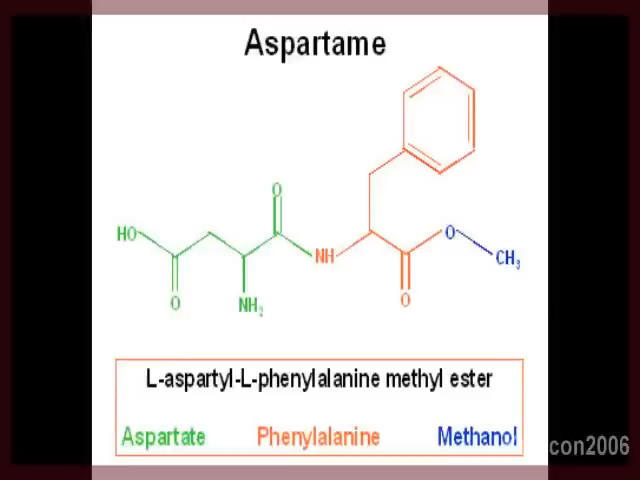 Aspartame
O
HO
NH
O
CH3
O
NH2
O
L-aspartyl-L-phenylalanine methyl ester
Aspartate Phenylalanine Methanol
con2006